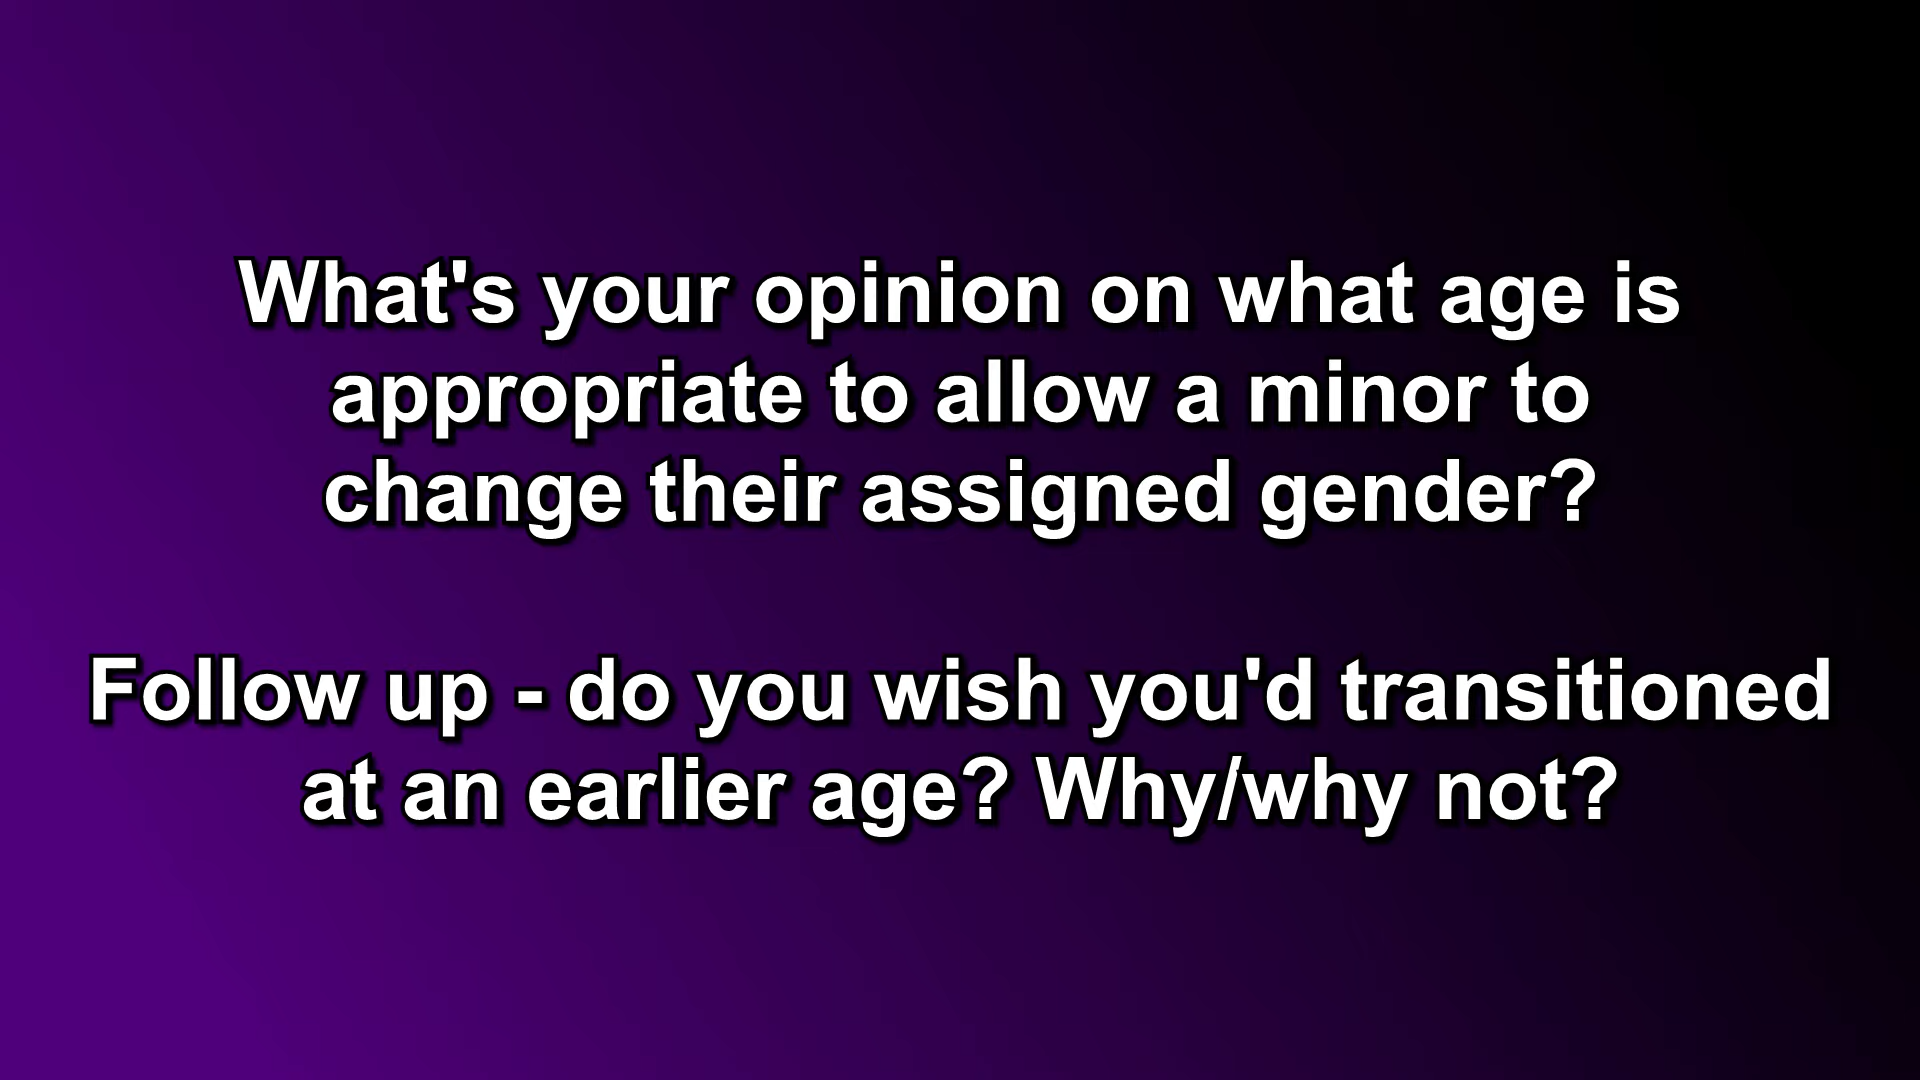 What's your opinion on what age is
appropriate to allow a minor to
change their assigned gender?
Follow up - do you wish you'd transitioned
at an earlier age? Why/why not?